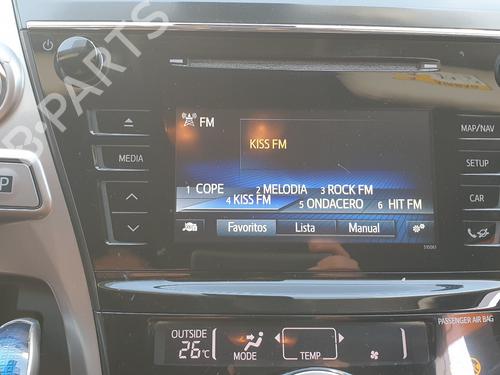 B-PARTS
FM
KISS FM
1 COPE 2 MELODIA 3 ROCK FM
4 KISS FM 5 ONDACERO 6 HIT FM
Favoritos Lista Manual
MEDIA
MAP/NAV
SETUP
CAR
P
PASSENGER AIR BAG
OUTSIDE
26°C
MODE
TEMP